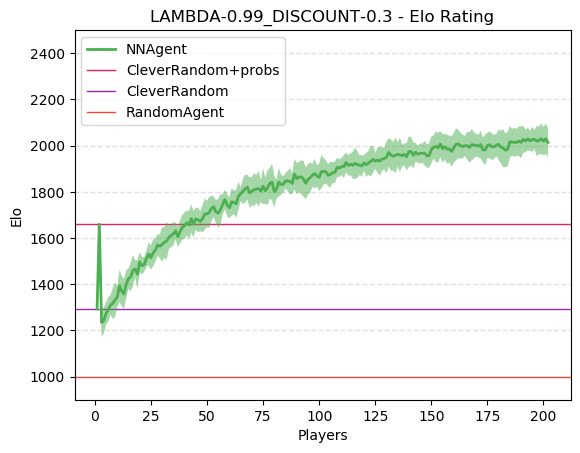 LAMBDA-0.99_DISCOUNT-0.3 - Elo Rating
NNAgent
CleverRandom+probs
CleverRandom
RandomAgent
Elo
2400
2200
2000
1800
1600
1400
1200
1000
0 25 50 75 100 125 150 175 200
Players